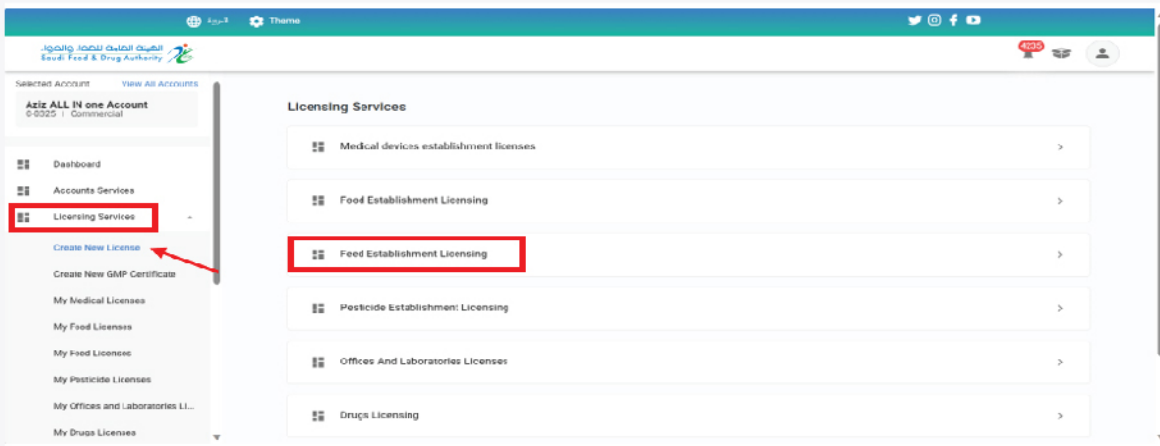 العربية Theme
الهيئة العامة للغذاء والدواء
Saudi Food & Drug Authority
4235
Selected Account View All Accounts
Aziz ALL IN one Account
Commercial
Dashboard
Accounts Services
Licensing Services
Create New License
Create New GMP Certificate
My Medical Licenses
My Food Licenses
My Feed Licenses
My Pesticide Licenses
My Offices and Laboratories Li...
My Drugs Licenses
Licensing Services
Medical devices establishment licenses
Food Establishment Licensing
Feed Establishment Licensing
Pesticide Establishment Licensing
Offices And Laboratories Licenses
Drugs Licensing